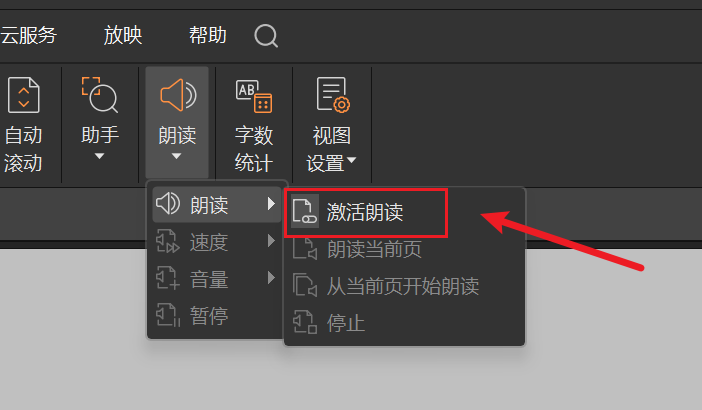 云服务 放映 帮助
自动
滚动
助手
朗读
AB
字数
统计
视图
设置
朗读
速度
音量
暂停
激活朗读
朗读当前页
从当前页开始朗读
停止